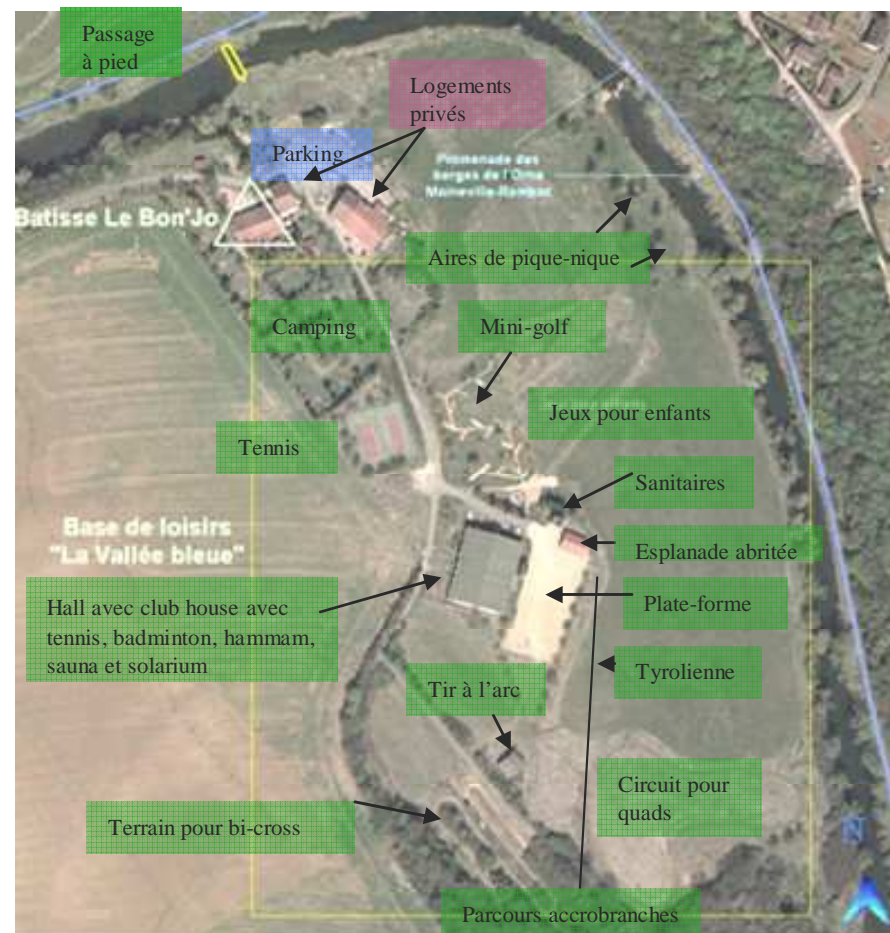 Passage
à pied
Logements
privés
Parking
Promenade des
berges de l'Orne
Moineville-Rombas
Batisse Le Bon'Jo
Aires de pique-nique
Camping
Mini-golf
Jeux pour enfants
Tennis
Sanitaires
Base de loisirs
"La Vallée bleue"
Esplanade abritée
Hall avec club house avec
tennis, badminton, hammam,
sauna et solarium
Plate-forme
Tyrolienne
Tir à l'arc
Circuit pour
quads
Terrain pour bi-cross
N
Parcours accrobranches